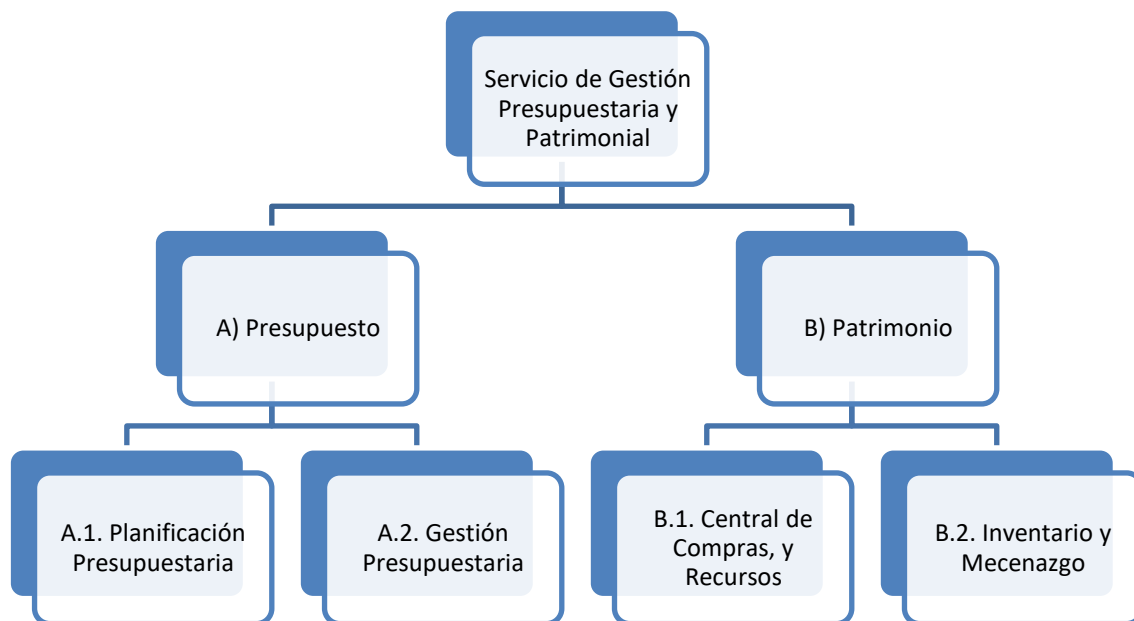 Servicio de Gestión
Presupuestaria y
Patrimonial
A) Presupuesto
B) Patrimonio
A.1. Planificación
Presupuestaria
A.2. Gestión
Presupuestaria
B.1. Central de
Compras, y
Recursos
B.2. Inventario y
Mecenazgo